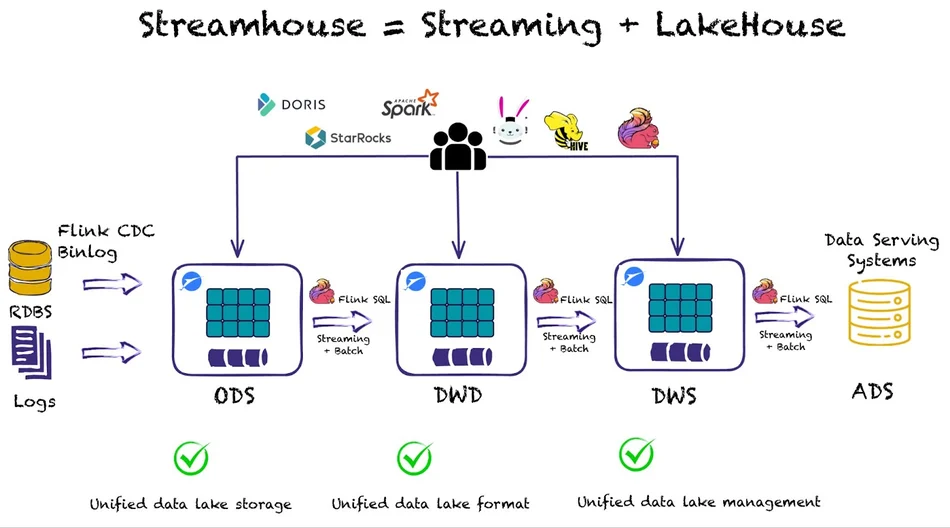 Streamhouse = Streaming + LakeHouse
DORIS
APACHE
Spark
StarRocks
HIVE
Flink CDC
Binlog
RDBS
Logs
Flink SQL
Streaming
+ Batch
Flink SQL
Streaming
+ Batch
Flink SQL
Streaming
+ Batch
Data Serving
Systems
ODS
DWD
DWS
ADS
Unified data lake storage
Unified data lake format
Unified data lake management